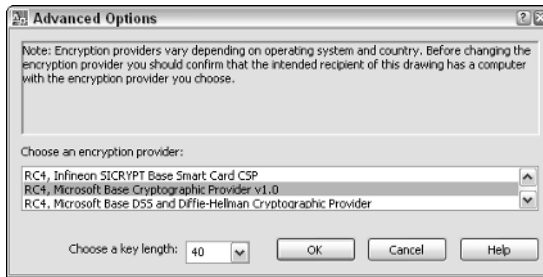 Advanced Options
Note: Encryption providers vary depending on operating system and country. Before changing the
encryption provider you should confirm that the intended recipient of this drawing has a computer
with the encryption provider you choose.
Choose an encryption provider:
RC4, Infineon SICRYPT Base Smart Card CSP
RC4, Microsoft Base Cryptographic Provider v1.0
RC4, Microsoft Base DSS and Diffie-Hellman Cryptographic Provider
Choose a key length: 40 OK Cancel Help